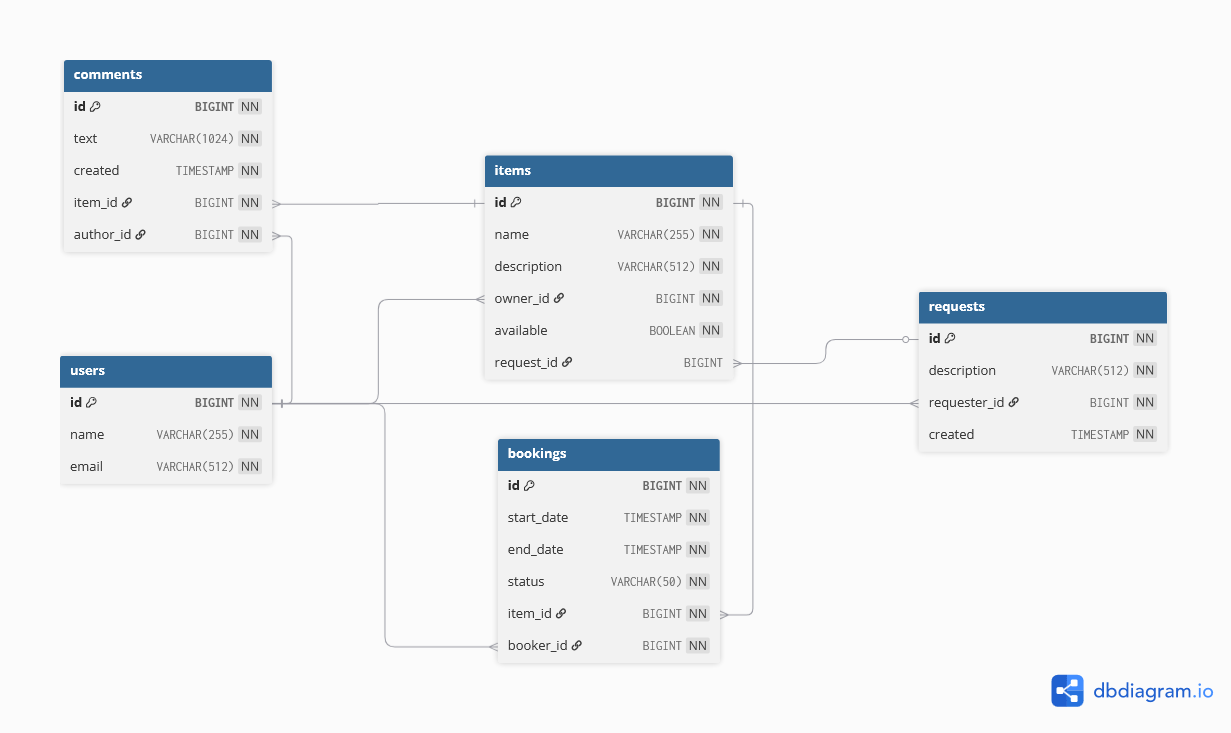 comments
id BIGINT NN
text VARCHAR(1024) NN
created TIMESTAMP NN
item_id BIGINT NN
author_id BIGINT NN
items
id BIGINT NN
name VARCHAR(255) NN
description VARCHAR(512) NN
owner_id BIGINT NN
available BOOLEAN NN
request_id BIGINT
requests
id BIGINT NN
description VARCHAR(512) NN
requester_id BIGINT NN
created TIMESTAMP NN
users
id BIGINT NN
name VARCHAR(255) NN
email VARCHAR(512) NN
bookings
id BIGINT NN
start_date TIMESTAMP NN
end_date TIMESTAMP NN
status VARCHAR(50) NN
item_id BIGINT NN
booker_id BIGINT NN
dbdiagram.io